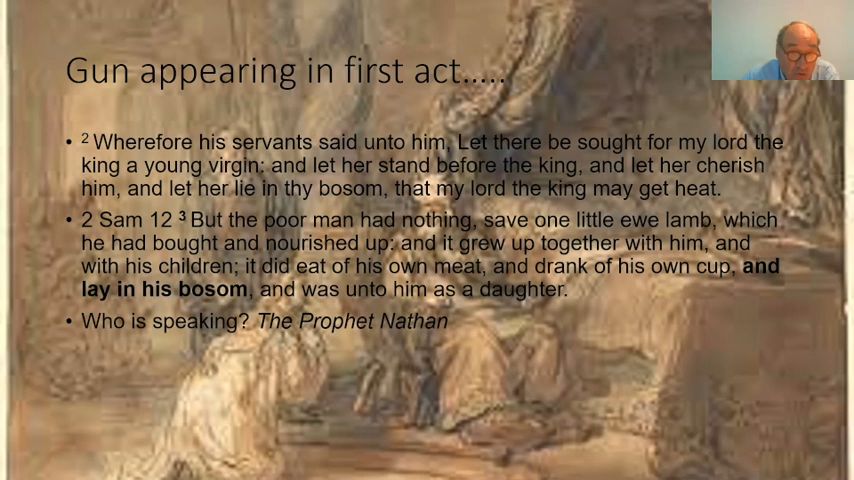 Gun appearing in first act.....
• 2 Wherefore his servants said unto him, Let there be sought for my lord the
king a young virgin: and let her stand before the king, and let her cherish
him, and let her lie in thy bosom, that my lord the king may get heat.
• 2 Sam 12 3 But the poor man had nothing, save one little ewe lamb, which
he had bought and nourished up: and it grew up together with him, and
with his children; it did eat of his own meat, and drank of his own cup, and
lay in his bosom, and was unto him as a daughter.
• Who is speaking? The Prophet Nathan